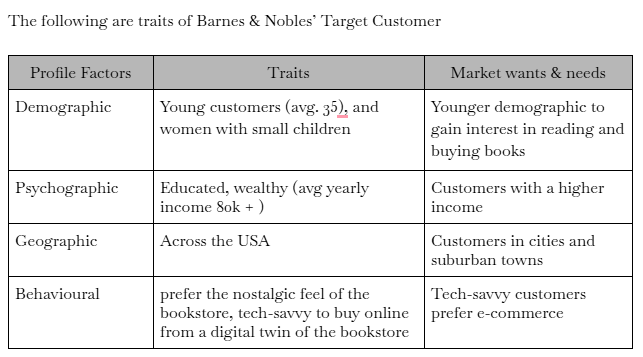 The following are traits of Barnes & Nobles’ Target Customer
Profile Factors
Traits
Market wants & needs
Demographic
Young customers (avg. 35), and
women with small children
Younger demographic to
gain interest in reading and
buying books
Psychographic
Educated, wealthy (avg yearly
income 80k + )
Customers with a higher
income
Geographic
Across the USA
Customers in cities and
suburban towns
Behavioural
prefer the nostalgic feel of the
bookstore, tech-savvy to buy online
from a digital twin of the bookstore
Tech-savvy customers
prefer e-commerce